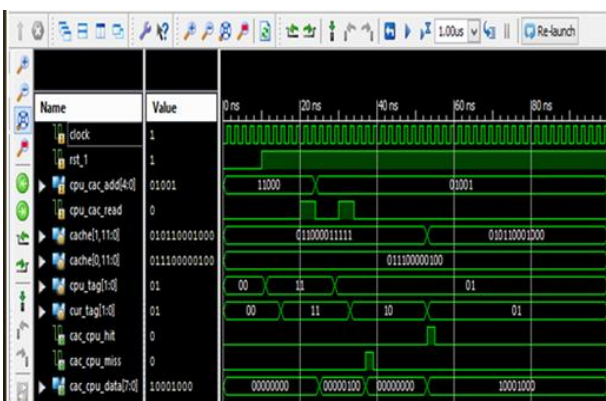 1.00us Re-launch
Name Value 0 ns 20 ns 40 ns 60 ns 80 ns
clock 1
rst_1 1
cpu_cac_add[4:0] 01001 11000 01001
cpu_cac_read 0
cache[1,11:0] 010110001000 011000011111 010110001000
cache[0,11:0] 011100000100 011100000100
cpu_tag[1:0] 01 00 11 01
cur_tag[1:0] 01 00 11 10 01
cac_cpu_hit 0
cac_cpu_miss 0
cac_cpu_data[7:0] 10001000 00000000 00000100 00000000 10001000